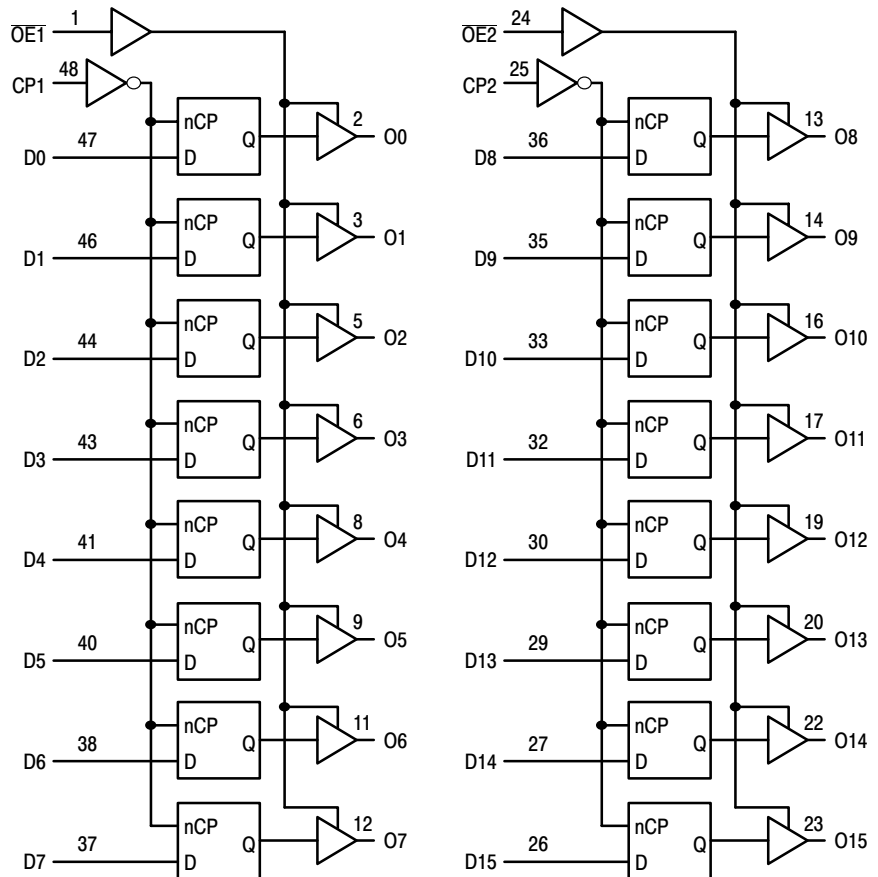 OE1 1
CP1 48
nCP
D0 47 D Q 2 O0
nCP
D1 46 D Q 3 O1
nCP
D2 44 D Q 5 O2
nCP
D3 43 D Q 6 O3
nCP
D4 41 D Q 8 O4
nCP
D5 40 D Q 9 O5
nCP
D6 38 D Q 11 O6
nCP
D7 37 D Q 12 O7
OE2 24
CP2 25
nCP
D8 36 D Q 13 O8
nCP
D9 35 D Q 14 O9
nCP
D10 33 D Q 16 O10
nCP
D11 32 D Q 17 O11
nCP
D12 30 D Q 19 O12
nCP
D13 29 D Q 20 O13
nCP
D14 27 D Q 22 O14
nCP
D15 26 D Q 23 O15